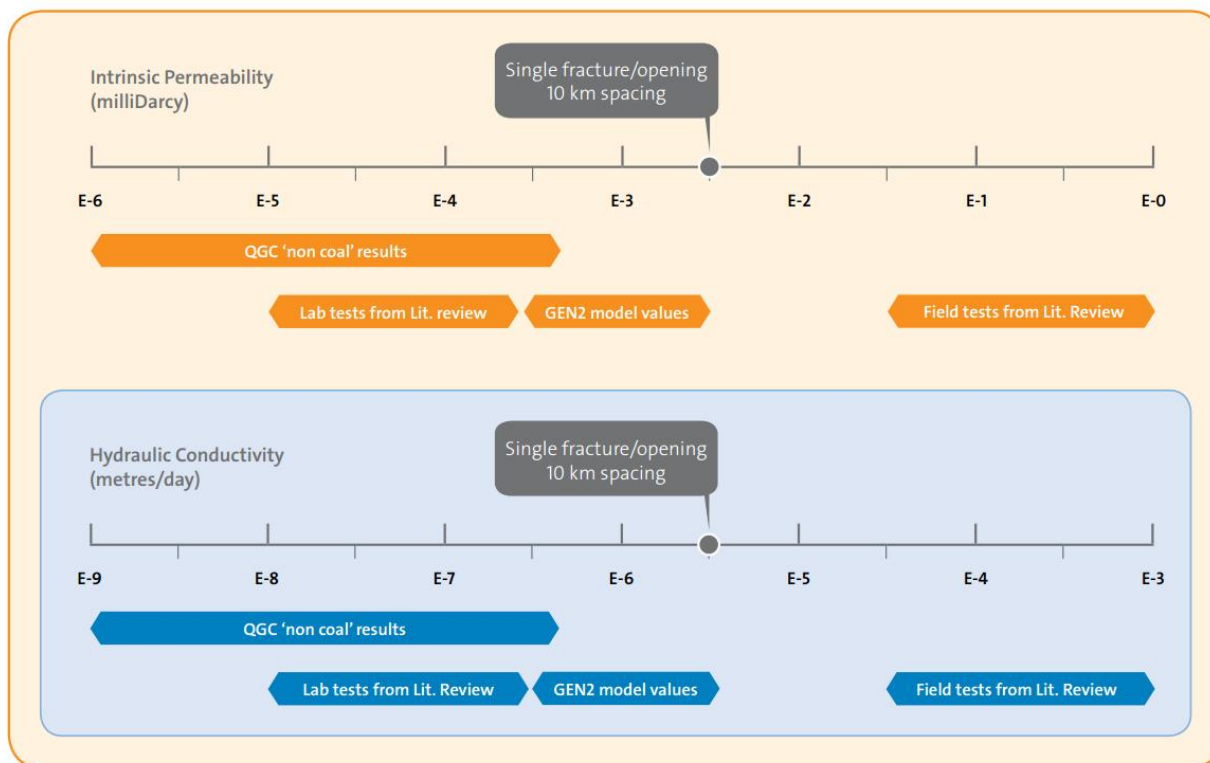 Intrinsic Permeability
(milliDarcy)
Single fracture/opening
10 km spacing
E-6 E-5 E-4 E-3 E-2 E-1 E-0
QGC ‘non coal’ results
Lab tests from Lit. review GEN2 model values Field tests from Lit. Review
Hydraulic Conductivity
(metres/day)
Single fracture/opening
10 km spacing
E-9 E-8 E-7 E-6 E-5 E-4 E-3
QGC ‘non coal’ results
Lab tests from Lit. Review GEN2 model values Field tests from Lit. Review